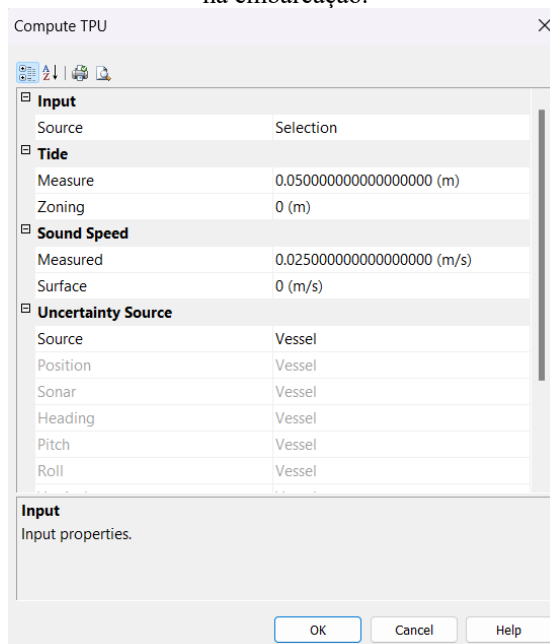 na embarcação.
Compute TPU
Input
Source Selection
Tide
Measure 0.050000000000000000 (m)
Zoning 0 (m)
Sound Speed
Measured 0.025000000000000000 (m/s)
Surface 0 (m/s)
Uncertainty Source
Source Vessel
Position Vessel
Sonar Vessel
Heading Vessel
Pitch Vessel
Roll Vessel
Input
Input properties.
OK Cancel Help